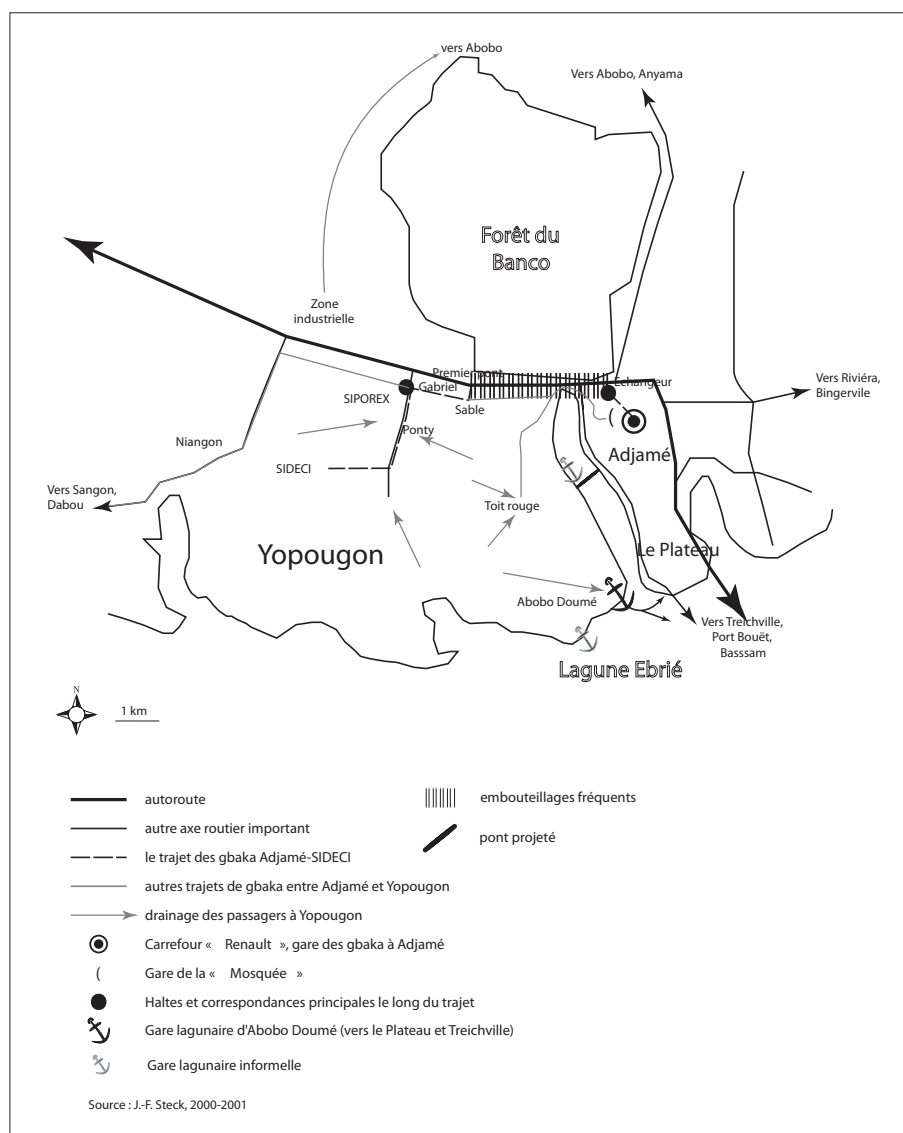 vers Abobo
Vers Abobo, Anyama
Forêt du
Banco
Zone
industrielle
Premier pont
Gabriel
Echangeur
SIPOREX
Sable
Vers Riviéra,
Bingervile
Ponty
Niangon
Adjamé
SIDECI
Vers Sangon,
Dabou
Toit rouge
Yopougon
Le Plateau
Abobo Doumé
Vers Treichville,
Port Bouët,
Basssam
Lagune Ebrié
N
1 km
autoroute
embouteillages fréquents
autre axe routier important
pont projeté
le trajet des gbaka Adjamé-SIDECI
autres trajets de gbaka entre Adjamé et Yopougon
drainage des passagers à Yopougon
Carrefour « Renault », gare des gbaka à Adjamé
Gare de la « Mosquée »
Haltes et correspondances principales le long du trajet
Gare lagunaire d'Abobo Doumé (vers le Plateau et Treichville)
Gare lagunaire informelle
Source : J.-F. Steck, 2000-2001